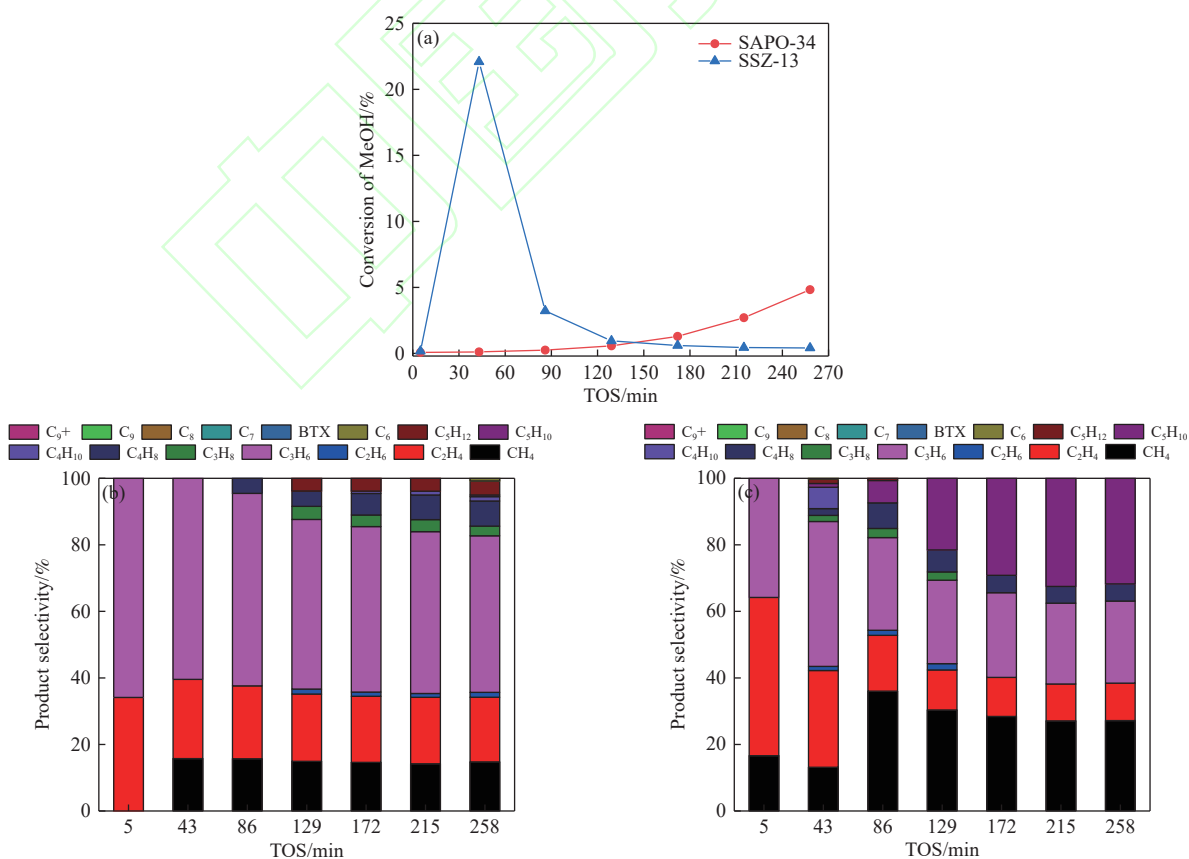 (a)
SAPO-34
SSZ-13
25
20
15
10
5
0
Conversion of MeOH/%
0 30 60 90 120 150 180 210 240 270
TOS/min
C₉+ C₉ C₈ C₇ BTX C₆ C₅H₁₂ C₅H₁₀
C₄H₁₀ C₄H₈ C₃H₈ C₃H₆ C₂H₆ C₂H₄ CH₄
(b)
100
80
60
40
20
0
Product selectivity/%
5 43 86 129 172 215 258
TOS/min
C₉+ C₉ C₈ C₇ BTX C₆ C₅H₁₂ C₅H₁₀
C₄H₁₀ C₄H₈ C₃H₈ C₃H₆ C₂H₆ C₂H₄ CH₄
(c)
100
80
60
40
20
0
Product selectivity/%
5 43 86 129 172 215 258
TOS/min